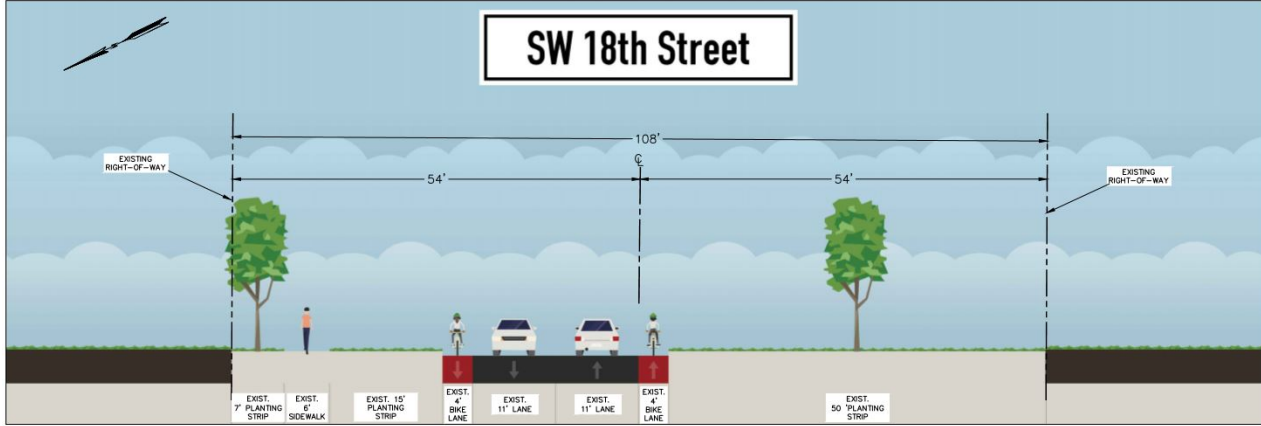 SW 18th Street
108'
EXISTING
RIGHT-OF-WAY
℄
54'
54'
EXISTING
RIGHT-OF-WAY
EXIST.
7' PLANTING
STRIP
EXIST.
6'
SIDEWALK
EXIST. 15'
PLANTING
STRIP
EXIST.
4'
BIKE
LANE
EXIST.
11' LANE
EXIST.
11' LANE
EXIST.
4'
BIKE
LANE
EXIST.
50 'PLANTING
STRIP